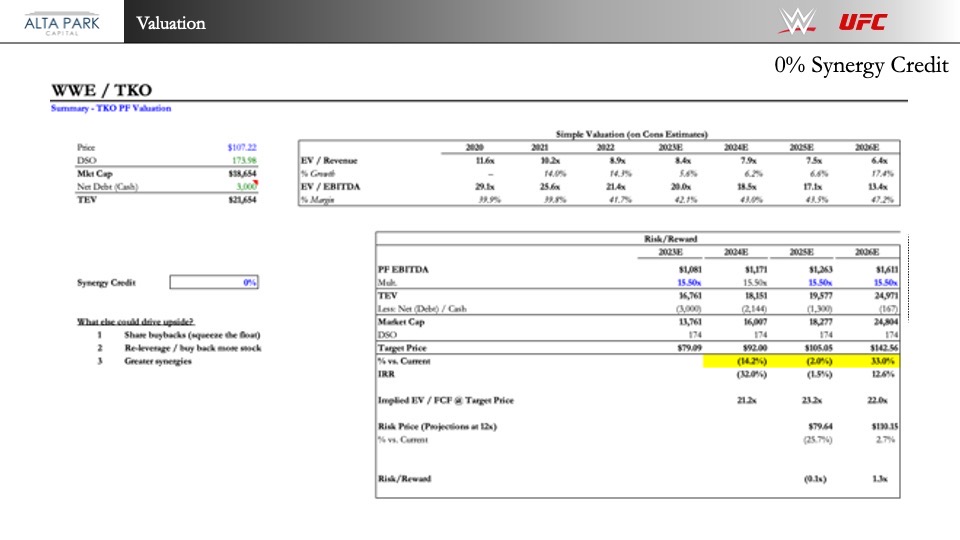 ALTA PARK
CAPITAL
Valuation
W UFC
0% Synergy Credit
WWE / TKO
Summary - TKO PF Valuation
Price $107.22
DSO 173.98
Mkt Cap $18,654
Net Debt (Cash) 3,000
TEV $21,654
Simple Valuation (on Cons Estimates)
2020 2021 2022 2023E 2024E 2025E 2026E
EV / Revenue 11.6x 10.2x 8.9x 8.4x 7.9x 7.5x 6.4x
% Growth – 14.0% 14.3% 5.6% 6.2% 6.6% 17.4%
EV / EBITDA 29.1x 25.6x 21.4x 20.0x 18.5x 17.1x 13.4x
% Margin 39.9% 39.8% 41.7% 42.1% 43.0% 43.5% 47.2%
Synergy Credit 0%
What else could drive upside?
1 Share buybacks (squeeze the float)
2 Re-leverage / buy back more stock
3 Greater synergies
Risk/Reward
2023E 2024E 2025E 2026E
PF EBITDA $1,081 $1,171 $1,263 $1,611
Mult. 15.50x 15.50x 15.50x 15.50x
TEV 16,761 18,151 19,577 24,971
Less: Net (Debt) / Cash (3,000) (2,144) (1,300) (167)
Market Cap 13,761 16,007 18,277 24,804
DSO 174 174 174 174
Target Price $79.09 $92.00 $105.05 $142.56
% vs. Current (14.2%) (2.0%) 33.0%
IRR (32.0%) (1.5%) 12.6%
Implied EV / FCF @ Target Price 21.2x 23.2x 22.0x
Risk Price (Projections at 12x) $79.64 $110.15
% vs. Current (25.7%) 2.7%
Risk/Reward (0.1x) 1.3x